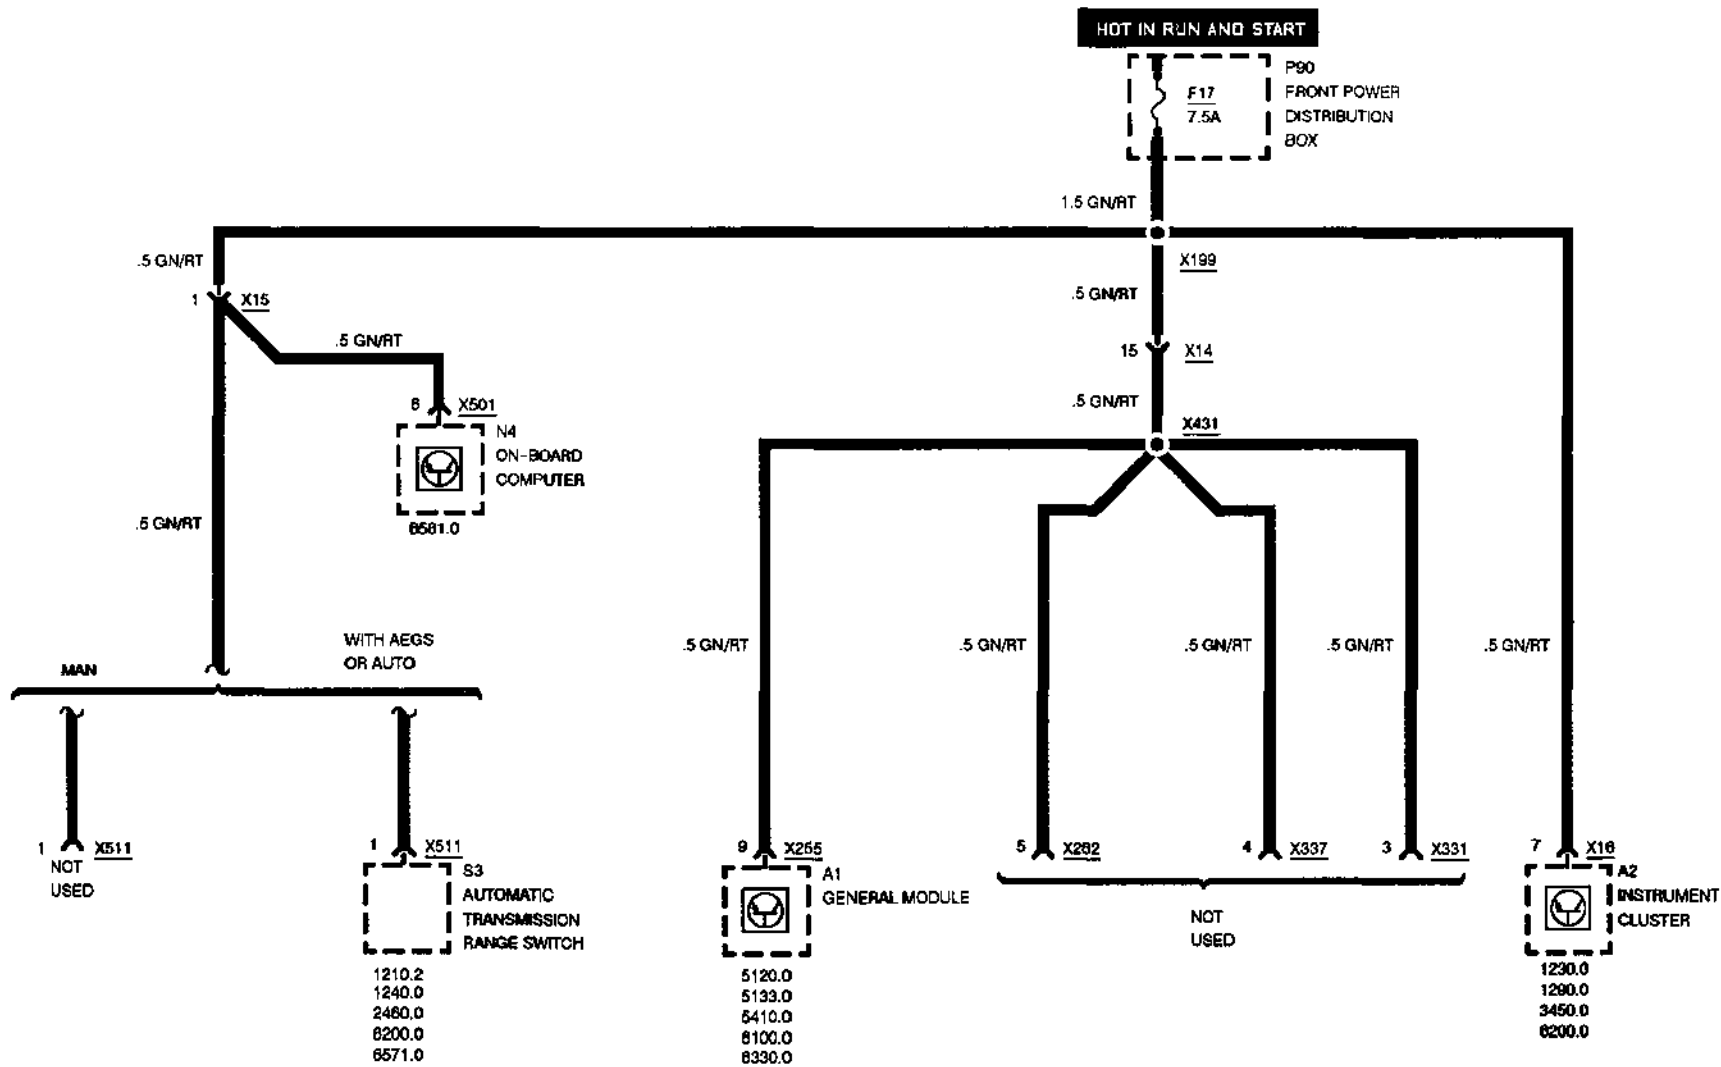 HOT IN RUN AND START
P90
FRONT POWER
DISTRIBUTION
BOX
F17
7.5A
1.5 GN/RT
X199
.5 GN/RT
1
X15
.5 GN/RT
.5 GN/RT
15
X14
.5 GN/RT
X431
6
X501
N4
ON-BOARD
COMPUTER
6581.0
.5 GN/RT
MAN
WITH AEGS
OR AUTO
.5 GN/RT
.5 GN/RT
.5 GN/RT
.5 GN/RT
.5 GN/RT
1
X511
NOT
USED
1
X511
S3
AUTOMATIC
TRANSMISSION
RANGE SWITCH
1210.2
1240.0
2460.0
6200.0
6571.0
9
X255
A1
GENERAL MODULE
5120.0
5133.0
5410.0
6100.0
6330.0
5
X282
4
X337
3
X331
NOT
USED
7
X16
A2
INSTRUMENT
CLUSTER
1230.0
1290.0
3450.0
6200.0